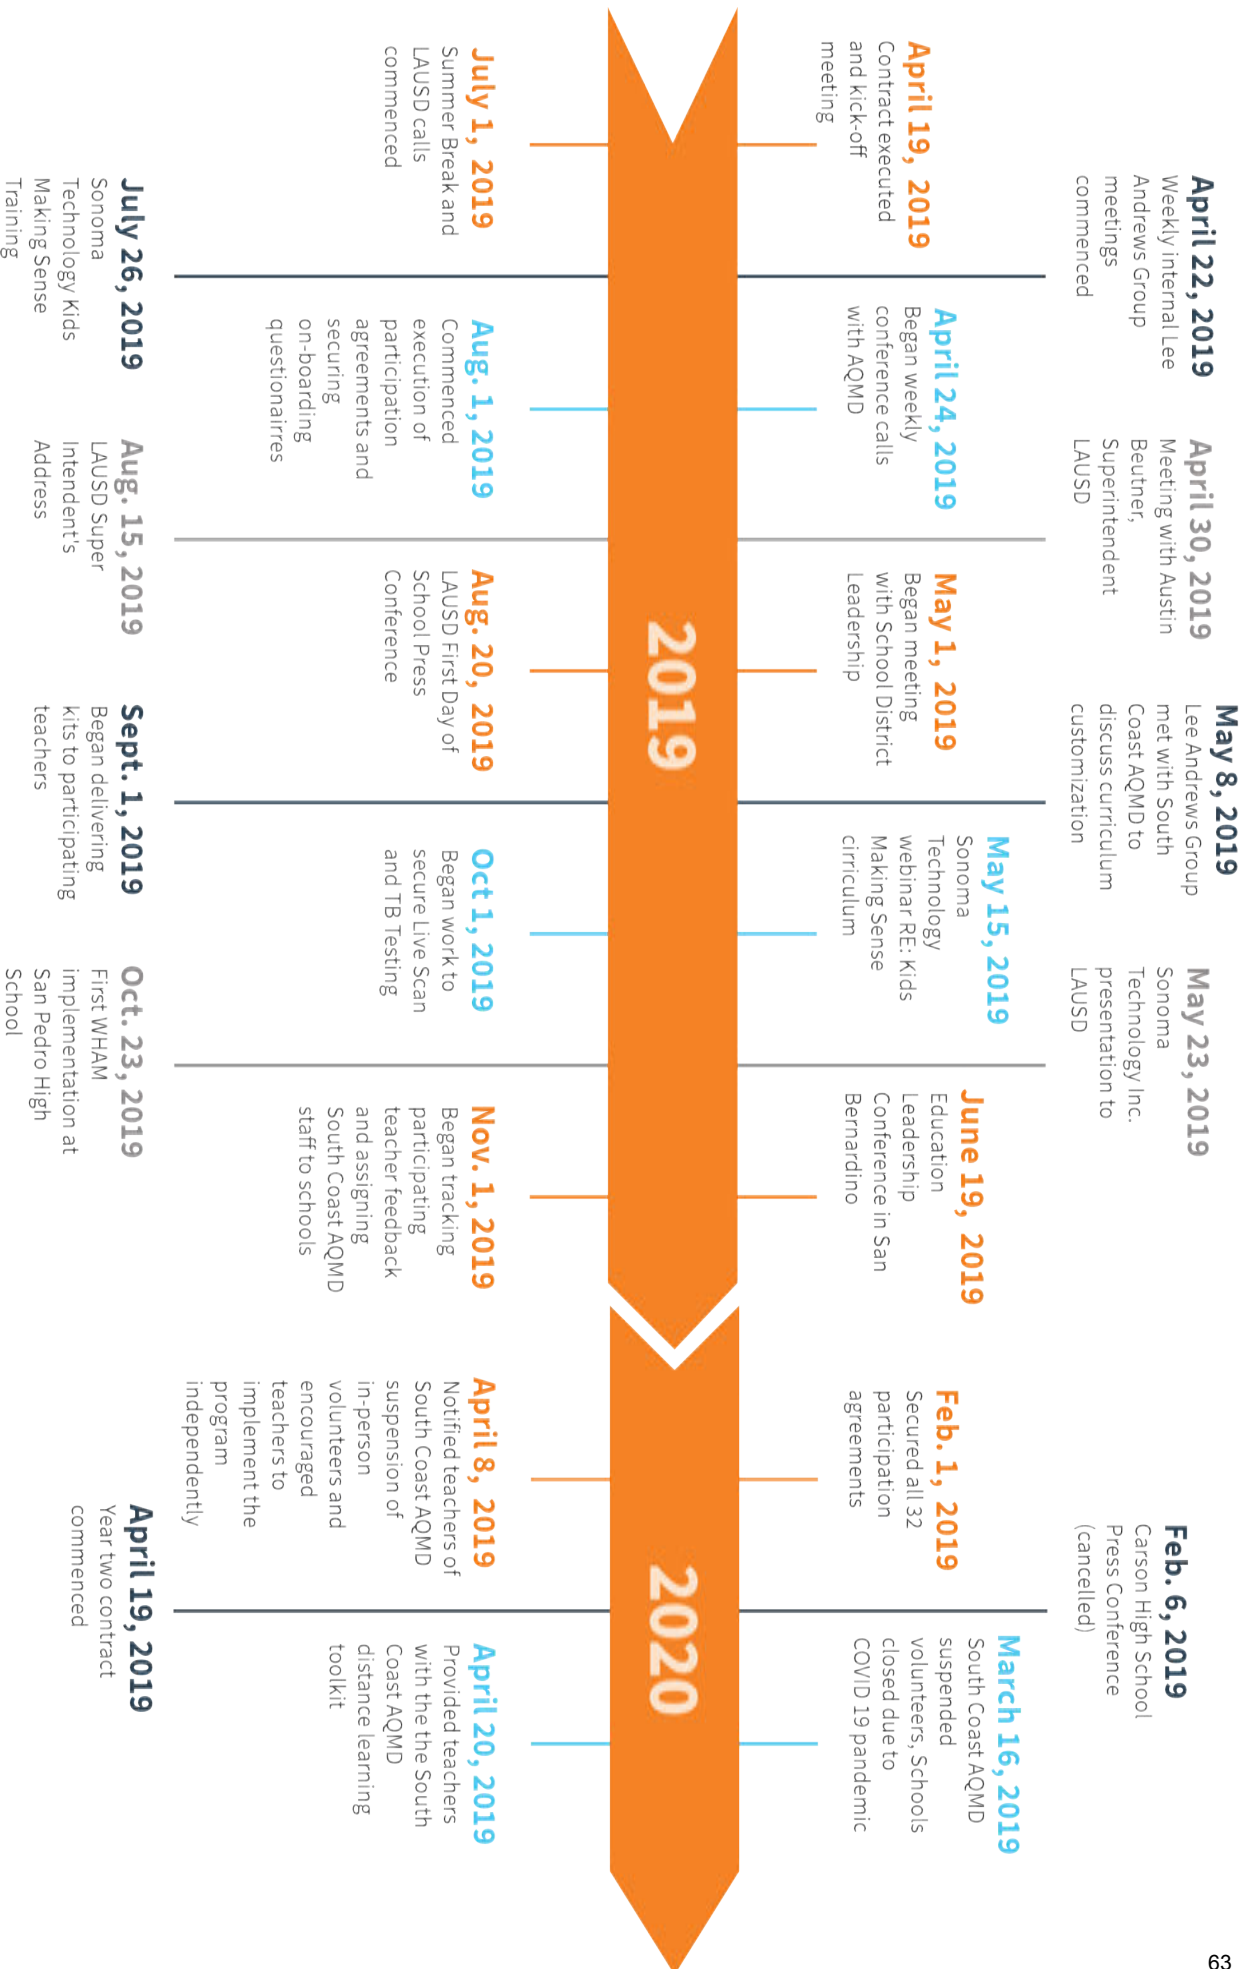 April 19, 2019
Contract executed
and kick-off
meeting
April 22, 2019
Weekly internal Lee
Andrews Group
meetings
commenced
April 24, 2019
Began weekly
conference calls
with AQMD
April 30, 2019
Meeting with Austin
Beutner,
Superintendent
LAUSD
May 1, 2019
Began meeting
with School District
Leadership
May 8, 2019
Lee Andrews Group
met with South
Coast AQMD to
discuss curriculum
customization
May 15, 2019
Sonoma
Technology
webinar RE: Kids
Making Sense
cirriculum
May 23, 2019
Sonoma
Technology Inc.
presentation to
LAUSD
June 19, 2019
Education
Leadership
Conference in San
Bernardino
Feb. 1, 2019
Secured all 32
participation
agreements
Feb. 6, 2019
Carson High School
Press Conference
(cancelled)
March 16, 2019
South Coast AQMD
suspended
volunteers, Schools
closed due to
COVID 19 pandemic
2019
2020
July 1, 2019
Summer Break and
LAUSD calls
commenced
July 26, 2019
Sonoma
Technology Kids
Making Sense
Training
Aug. 1, 2019
Commenced
execution of
participation
agreements and
securing
on-boarding
questionairres
Aug. 15, 2019
LAUSD Super
Intendent's
Address
Aug. 20, 2019
LAUSD First Day of
School Press
Conference
Sept. 1, 2019
Began delivering
kits to participating
teachers
Oct 1, 2019
Began work to
secure Live Scan
and TB Testing
Oct. 23, 2019
First WHAM
implementation at
San Pedro High
School
Nov. 1, 2019
Began tracking
participating
teacher feedback
and assigning
South Coast AQMD
staff to schools
April 8, 2019
Notified teachers of
South Coast AQMD
suspension of
in-person
volunteers and
encouraged
teachers to
implement the
program
independently
April 19, 2019
Year two contract
commenced
April 20, 2019
Provided teachers
with the the South
Coast AQMD
distance learning
toolkit
63